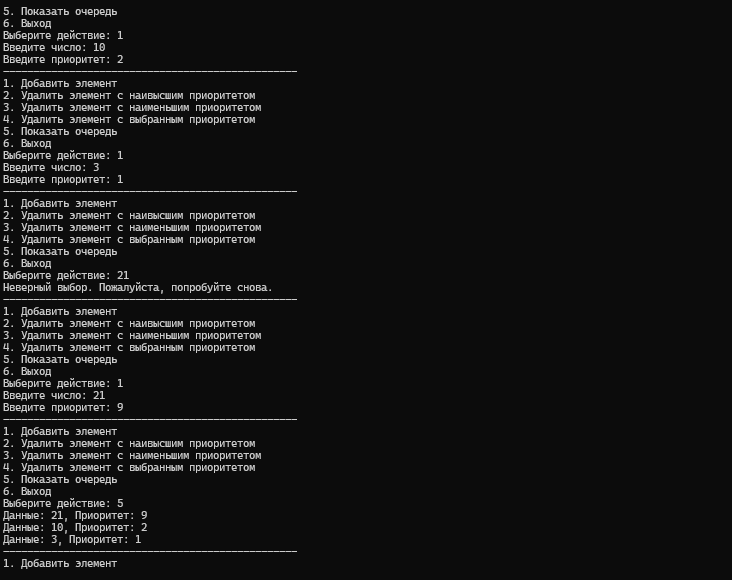 5. Показать очередь
6. Выход
Выберите действие: 1
Введите число: 10
Введите приоритет: 2
-------------------------------------------------
1. Добавить элемент
2. Удалить элемент с наивысшим приоритетом
3. Удалить элемент с наименьшим приоритетом
4. Удалить элемент с выбранным приоритетом
5. Показать очередь
6. Выход
Выберите действие: 1
Введите число: 3
Введите приоритет: 1
-------------------------------------------------
1. Добавить элемент
2. Удалить элемент с наивысшим приоритетом
3. Удалить элемент с наименьшим приоритетом
4. Удалить элемент с выбранным приоритетом
5. Показать очередь
6. Выход
Выберите действие: 21
Неверный выбор. Пожалуйста, попробуйте снова.
-------------------------------------------------
1. Добавить элемент
2. Удалить элемент с наивысшим приоритетом
3. Удалить элемент с наименьшим приоритетом
4. Удалить элемент с выбранным приоритетом
5. Показать очередь
6. Выход
Выберите действие: 1
Введите число: 21
Введите приоритет: 9
-------------------------------------------------
1. Добавить элемент
2. Удалить элемент с наивысшим приоритетом
3. Удалить элемент с наименьшим приоритетом
4. Удалить элемент с выбранным приоритетом
5. Показать очередь
6. Выход
Выберите действие: 5
Данные: 21, Приоритет: 9
Данные: 10, Приоритет: 2
Данные: 3, Приоритет: 1
-------------------------------------------------
1. Добавить элемент